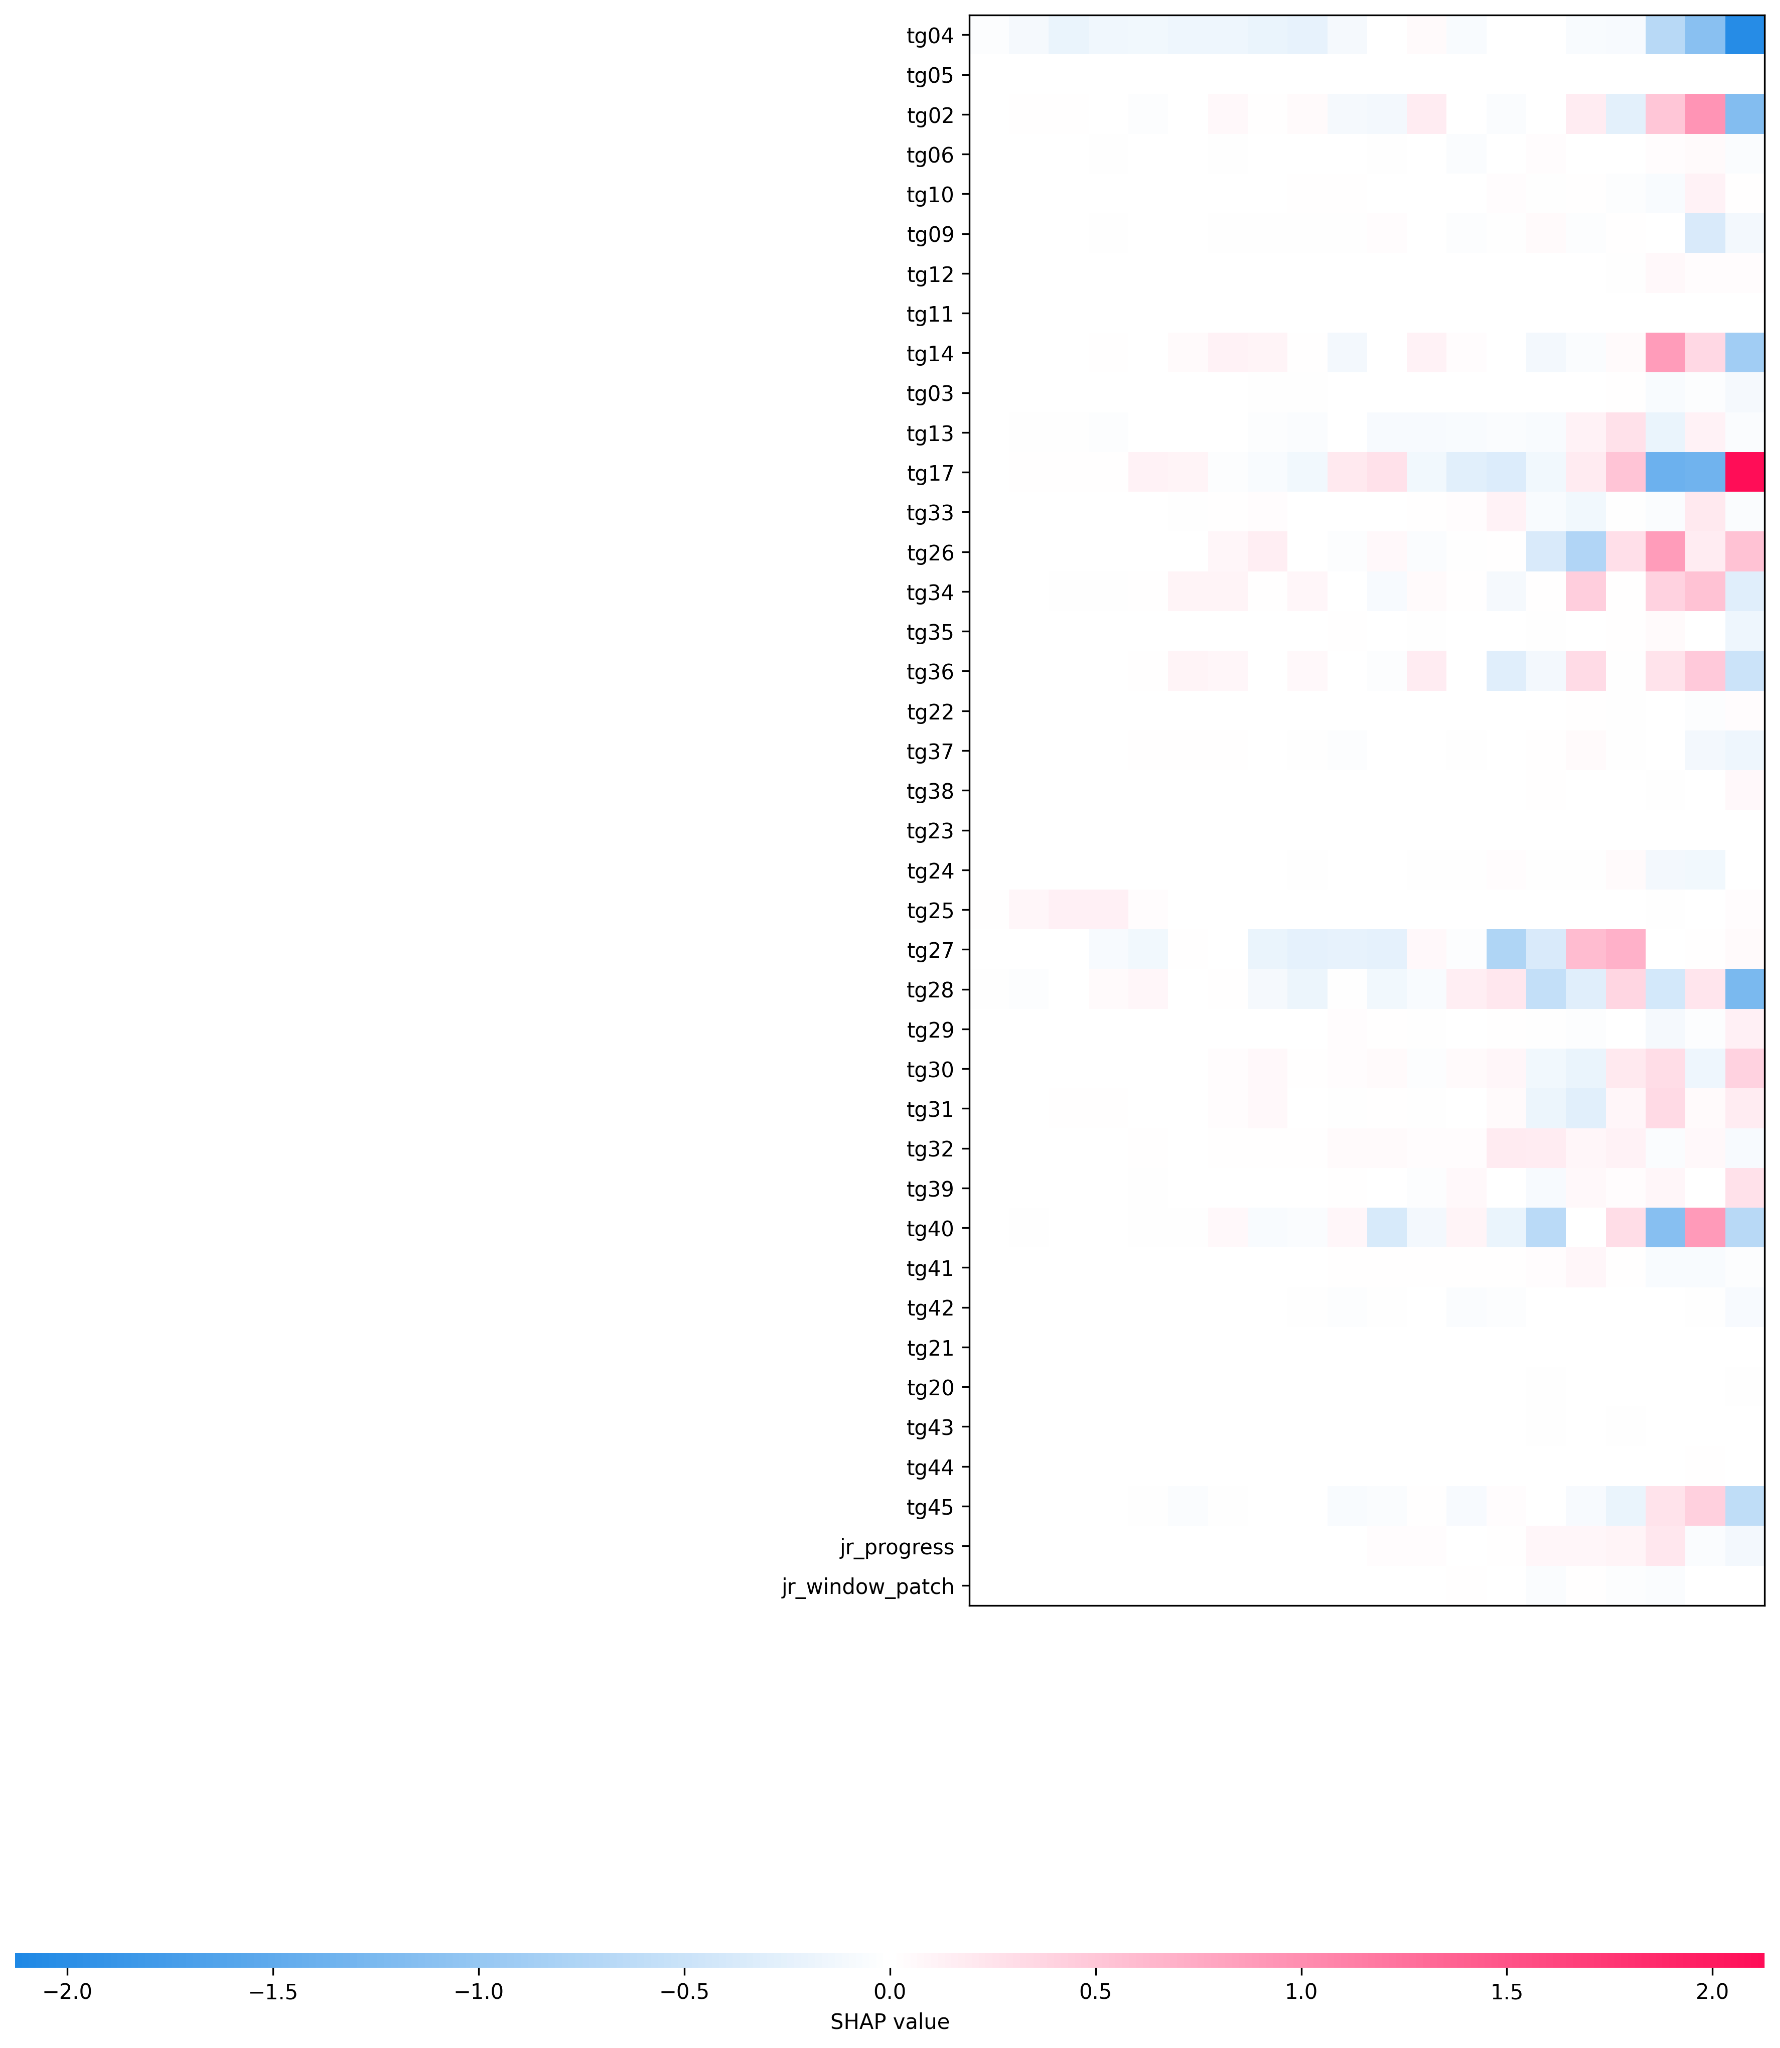 tg04
tg05
tg02
tg06
tg10
tg09
tg12
tg11
tg14
tg03
tg13
tg17
tg33
tg26
tg34
tg35
tg36
tg22
tg37
tg38
tg23
tg24
tg25
tg27
tg28
tg29
tg30
tg31
tg32
tg39
tg40
tg41
tg42
tg21
tg20
tg43
tg44
tg45
jr_progress
jr_window_patch
−2.0 −1.5 −1.0 −0.5 0.0 0.5 1.0 1.5 2.0
SHAP value